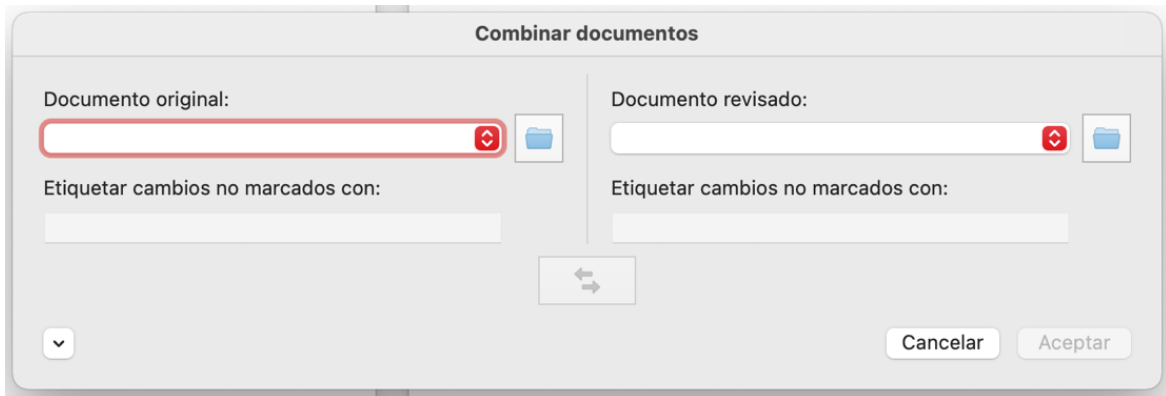 Combinar documentos
Documento original:
Documento revisado:
Etiquetar cambios no marcados con:
Etiquetar cambios no marcados con:
Cancelar
Aceptar